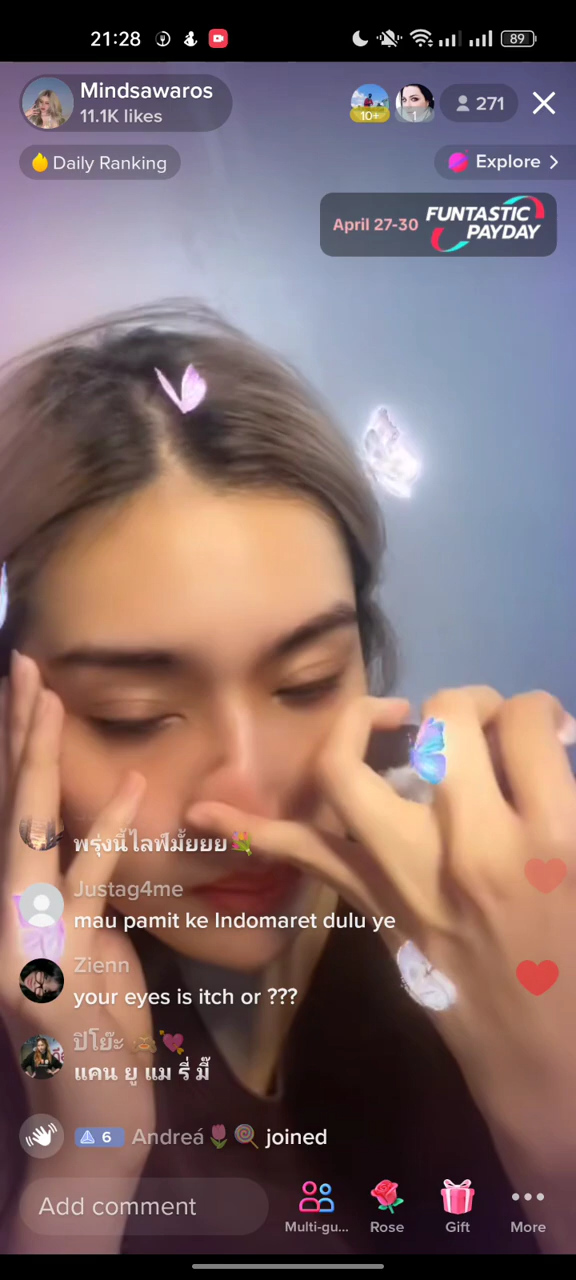 21:28
89
Mindsawaros
11.1K likes
10+
1
271
Daily Ranking
Explore
April 27-30
FUNTASTIC
PAYDAY
พรุ่งนี้ไลฟ์มั้ยยยย💐
Justag4me
mau pamit ke Indomaret dulu ye
Zienn
your eyes is itch or ???
ปิโย๊ะ 🙈💘
แคน ยู แม รี่ มี๊
6 Andreá🌷🍭 joined
Add comment
Multi-gu...
Rose
Gift
More